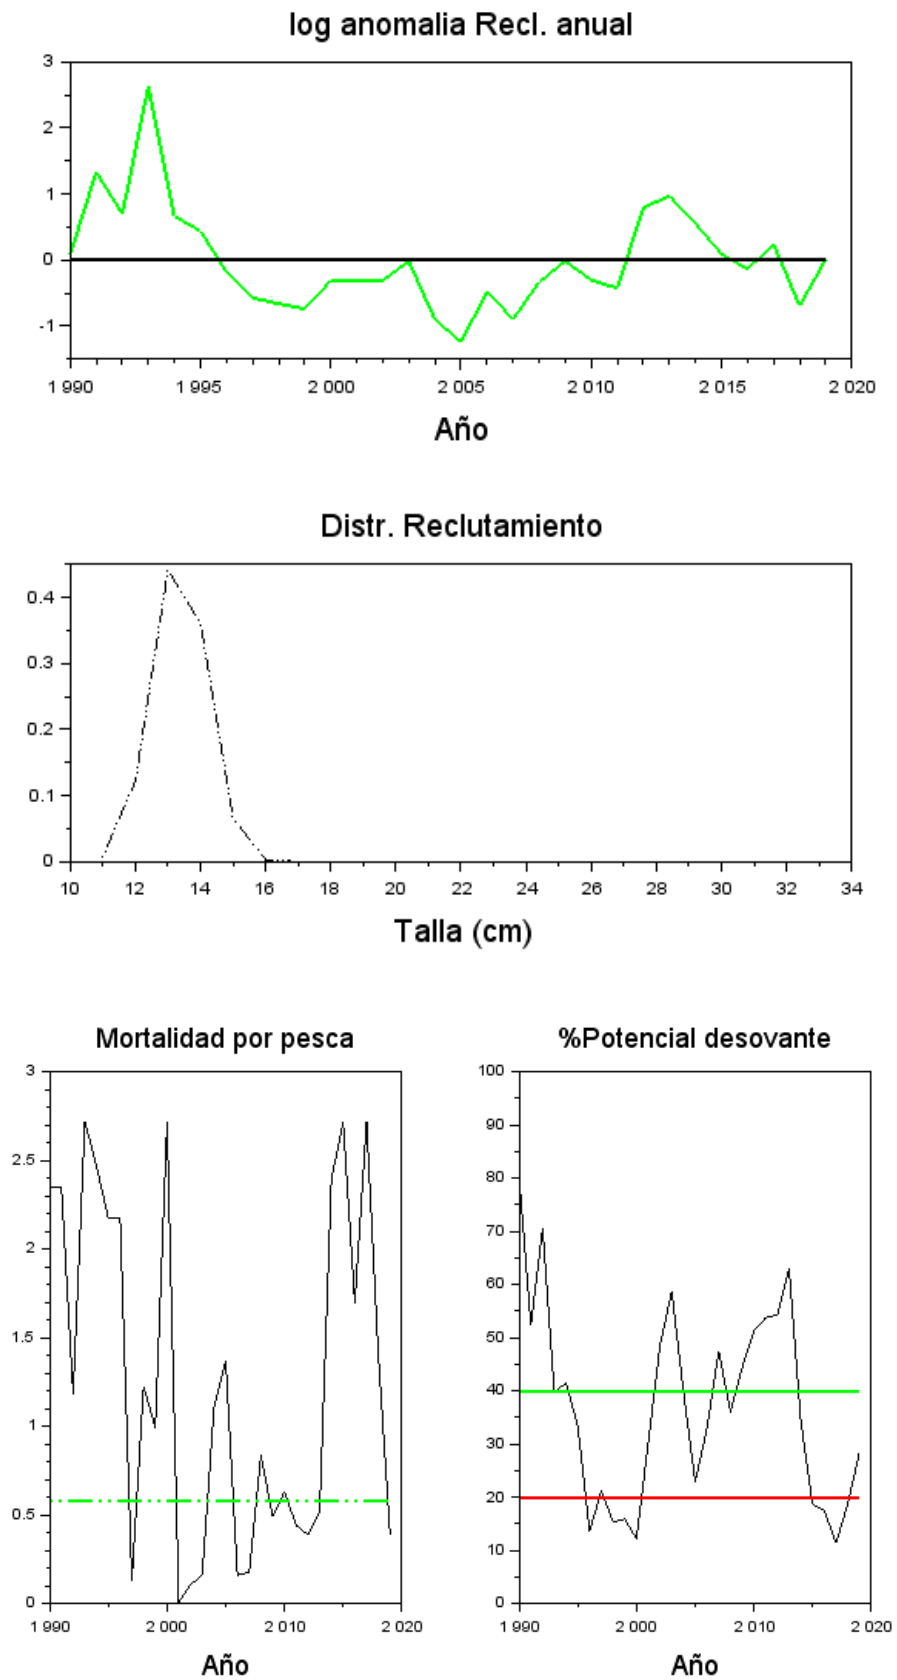 log anomalia Recl. anual
3
2
1
0
-1
1 990 1 995 2 000 2 005 2 010 2 015 2 020
Año
Distr. Reclutamiento
0.4
0.3
0.2
0.1
0
10 12 14 16 18 20 22 24 26 28 30 32 34
Talla (cm)
Mortalidad por pesca
3
2.5
2
1.5
1
0.5
0
1 990 2 000 2 010 2 020
Año
%Potencial desovante
100
90
80
70
60
50
40
30
20
10
0
1 990 2 000 2 010 2 020
Año